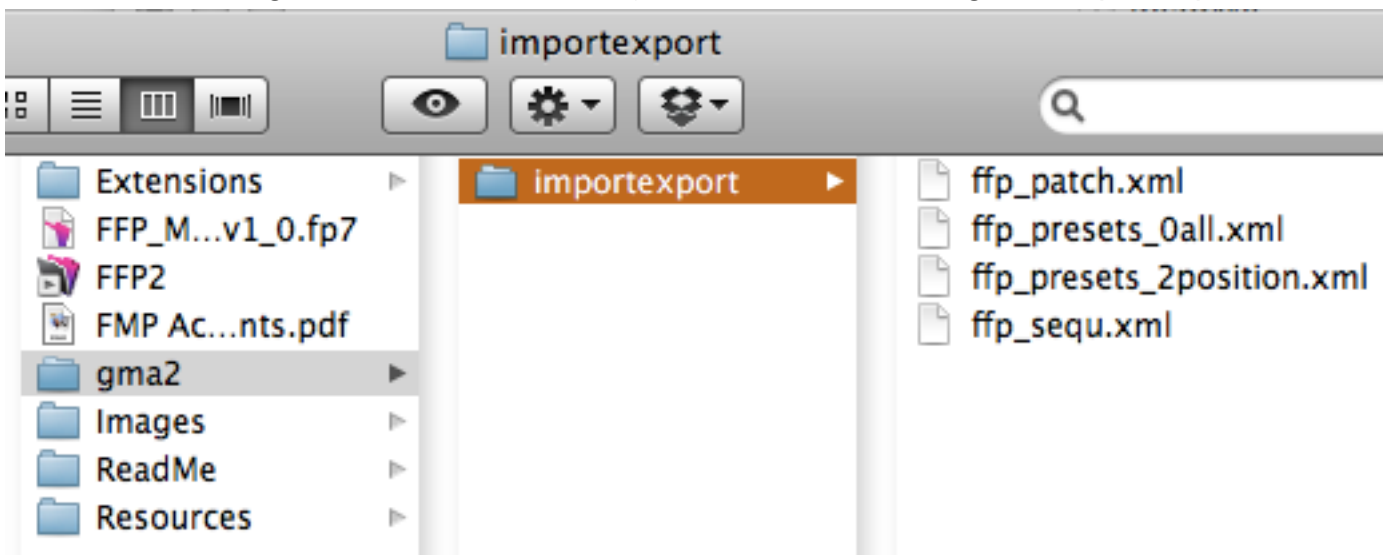 importexport
Extensions
FFP_M...v1_0.fp7
FFP2
FMP Ac...nts.pdf
gma2
Images
ReadMe
Resources
importexport
ffp_patch.xml
ffp_presets_0all.xml
ffp_presets_2position.xml
ffp_sequ.xml